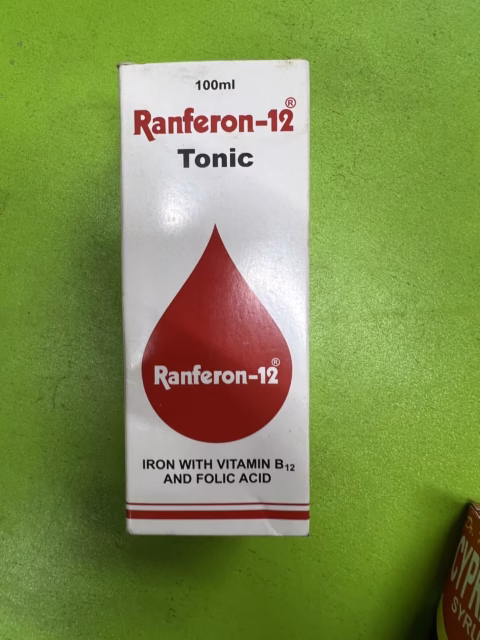 100ml
Ranferon-12®
Tonic
Ranferon-12®
IRON WITH VITAMIN B₁₂
AND FOLIC ACID